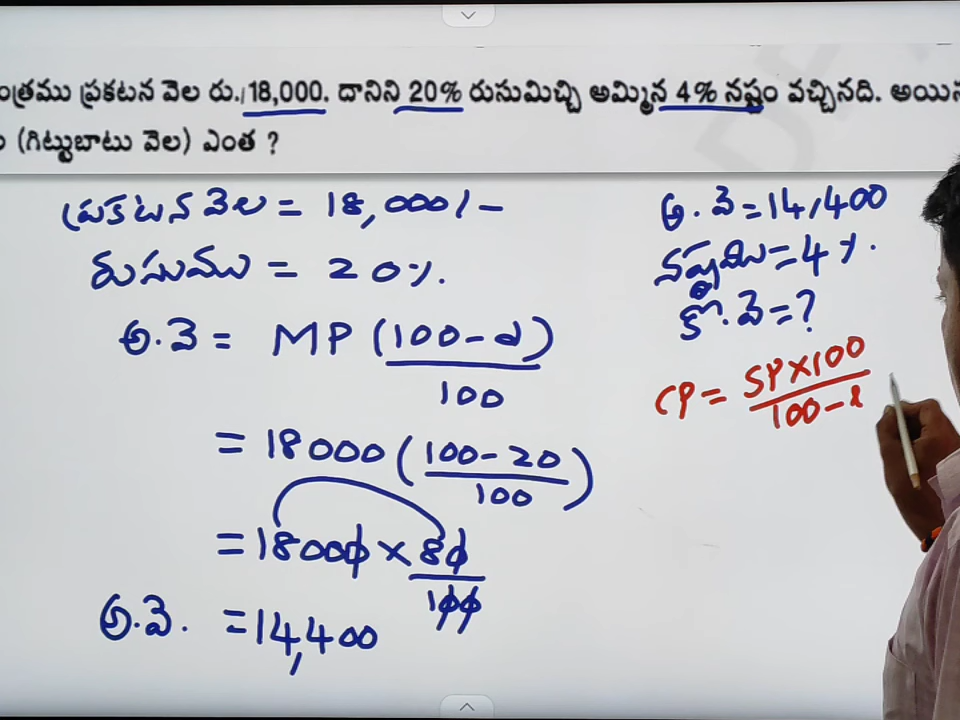 ంత్రము ప్రకటన వెల రు. 18,000. దానిని 20% రుసుమిచ్చి అమ్మిన 4% నష్టం వచ్చినది. అయిన
(గిట్టుబాటు వెల) ఎంత ?
ప్రకటన వెల = 18,000/-
రుసుము = 20%.
అ.వె = MP (100-d)/100
= 18000 (100-20/100)
= 18000 × 80/100
అ.వె. = 14,400
అ.వె = 14,400
నష్టము = 4%.
కొ.వె = ?
CP = SP×100/100-l